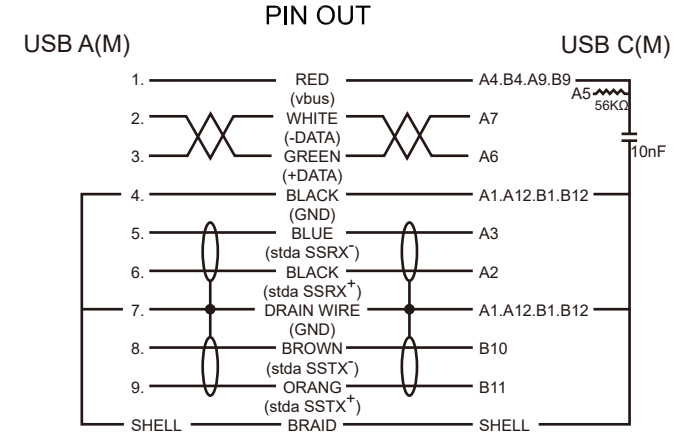 PIN OUT
USB A(M) USB C(M)
1. RED A4.B4.A9.B9
(vbus) A5 56KΩ
2. WHITE A7
(-DATA)
3. GREEN A6 10nF
(+DATA)
4. BLACK A1.A12.B1.B12
(GND)
5. BLUE A3
(stda SSRX-)
6. BLACK A2
(stda SSRX+)
7. DRAIN WIRE A1.A12.B1.B12
(GND)
8. BROWN B10
(stda SSTX-)
9. ORANG B11
(stda SSTX+)
SHELL BRAID SHELL